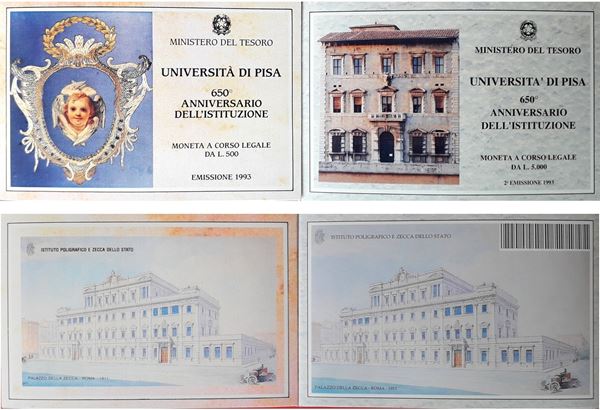 MINISTERO DEL TESORO
UNIVERSITÀ DI PISA
650°
ANNIVERSARIO
DELL'ISTITUZIONE
MONETA A CORSO LEGALE
DA L. 500
EMISSIONE 1993
MINISTERO DEL TESORO
UNIVERSITA' DI PISA
650°
ANNIVERSARIO
DELL'ISTITUZIONE
MONETA A CORSO LEGALE
DA L. 5.000
2ª EMISSIONE 1993
ISTITUTO POLIGRAFICO E ZECCA DELLO STATO
PALAZZO DELLA ZECCA - ROMA - 1911
ISTITUTO POLIGRAFICO E ZECCA DELLO STATO
PALAZZO DELLA ZECCA - ROMA - 1911